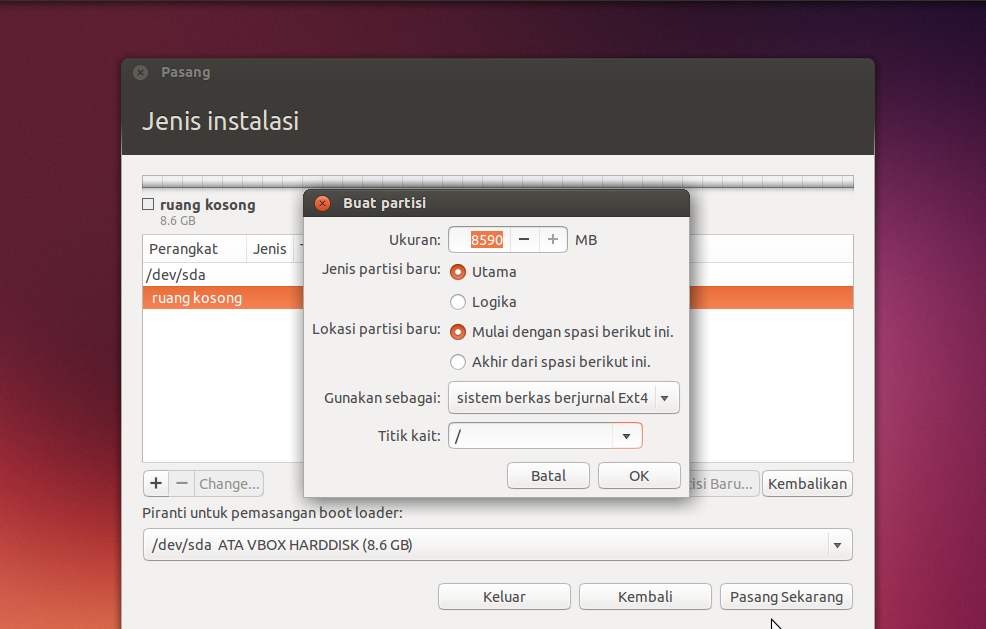 Pasang
Jenis instalasi
ruang kosong
8.6 GB
Perangkat Jenis
/dev/sda
ruang kosong
Buat partisi
Ukuran: 8590 MB
Jenis partisi baru: Utama
Logika
Lokasi partisi baru: Mulai dengan spasi berikut ini.
Akhir dari spasi berikut ini.
Gunakan sebagai: sistem berkas berjurnal Ext4
Titik kait: /
Batal OK
+ − Change... Baru... Kembalikan
Piranti untuk pemasangan boot loader:
/dev/sda ATA VBOX HARDDISK (8.6 GB)
Keluar Kembali Pasang Sekarang